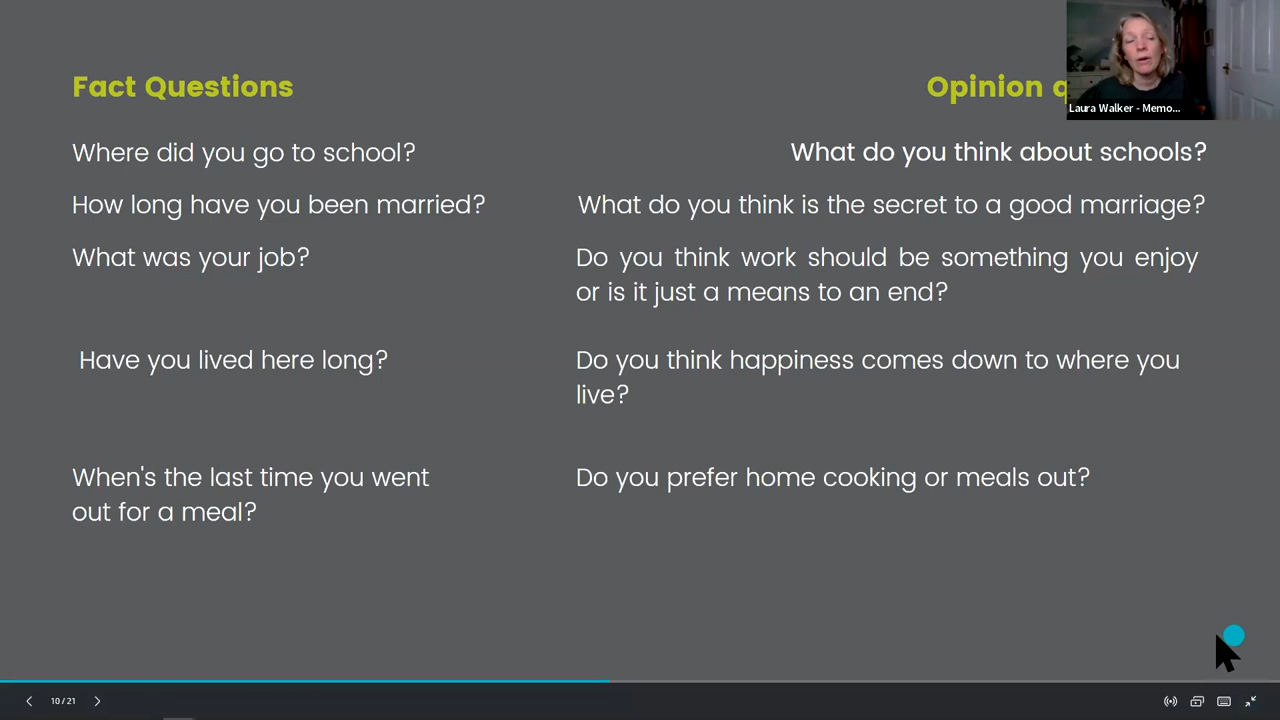 Fact Questions
Opinion
Laura Walker - Memo...
Where did you go to school?
What do you think about schools?
How long have you been married?
What do you think is the secret to a good marriage?
What was your job?
Do you think work should be something you enjoy
or is it just a means to an end?
Have you lived here long?
Do you think happiness comes down to where you
live?
When's the last time you went
out for a meal?
Do you prefer home cooking or meals out?
10 / 21